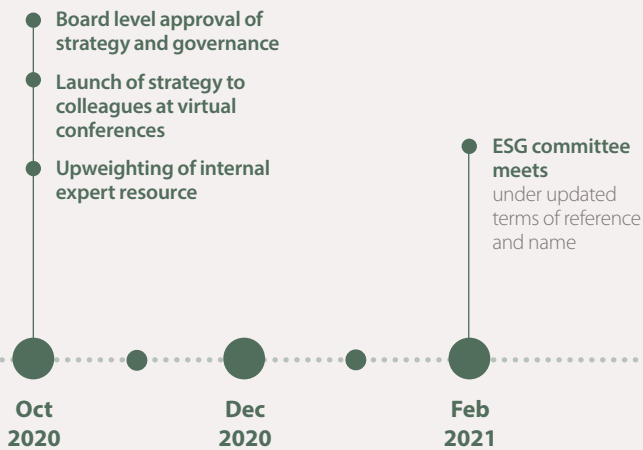 Board level approval of
strategy and governance
Launch of strategy to
colleagues at virtual
conferences
Upweighting of internal
expert resource
ESG committee
meets
under updated
terms of reference
and name
Oct
2020
Dec
2020
Feb
2021